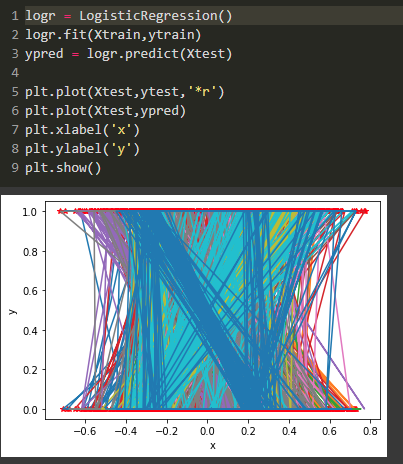 1 logr = LogisticRegression()
2 logr.fit(Xtrain,ytrain)
3 ypred = logr.predict(Xtest)
4
5 plt.plot(Xtest,ytest,'*r')
6 plt.plot(Xtest,ypred)
7 plt.xlabel('x')
8 plt.ylabel('y')
9 plt.show()
1.0
0.8
0.6
y
0.4
0.2
0.0
−0.6 −0.4 −0.2 0.0 0.2 0.4 0.6 0.8
x